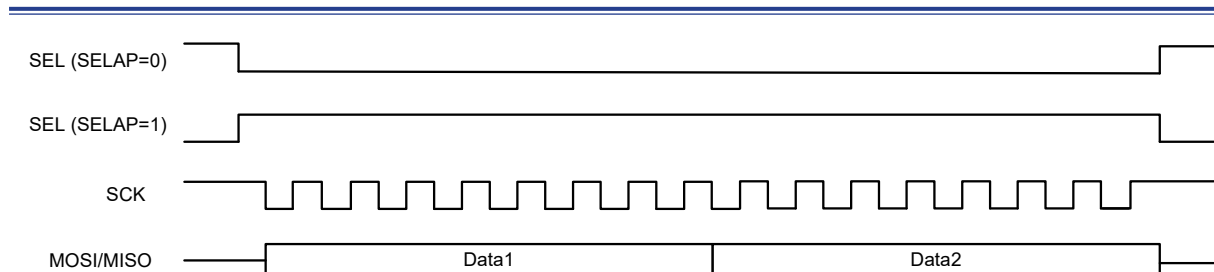 SEL (SELAP=0)
SEL (SELAP=1)
SCK
MOSI/MISO
Data1
Data2